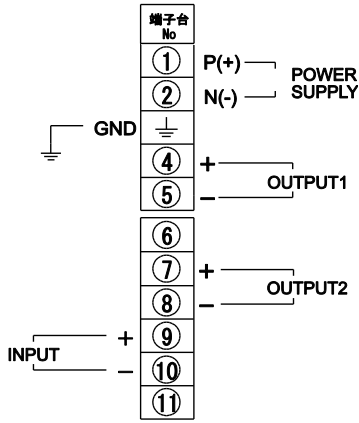 端子台
No
① P(+)
② N(-)
POWER
SUPPLY
GND
④ +
⑤ −
OUTPUT1
⑥
⑦ +
⑧ −
OUTPUT2
+ ⑨
INPUT
− ⑩
⑪